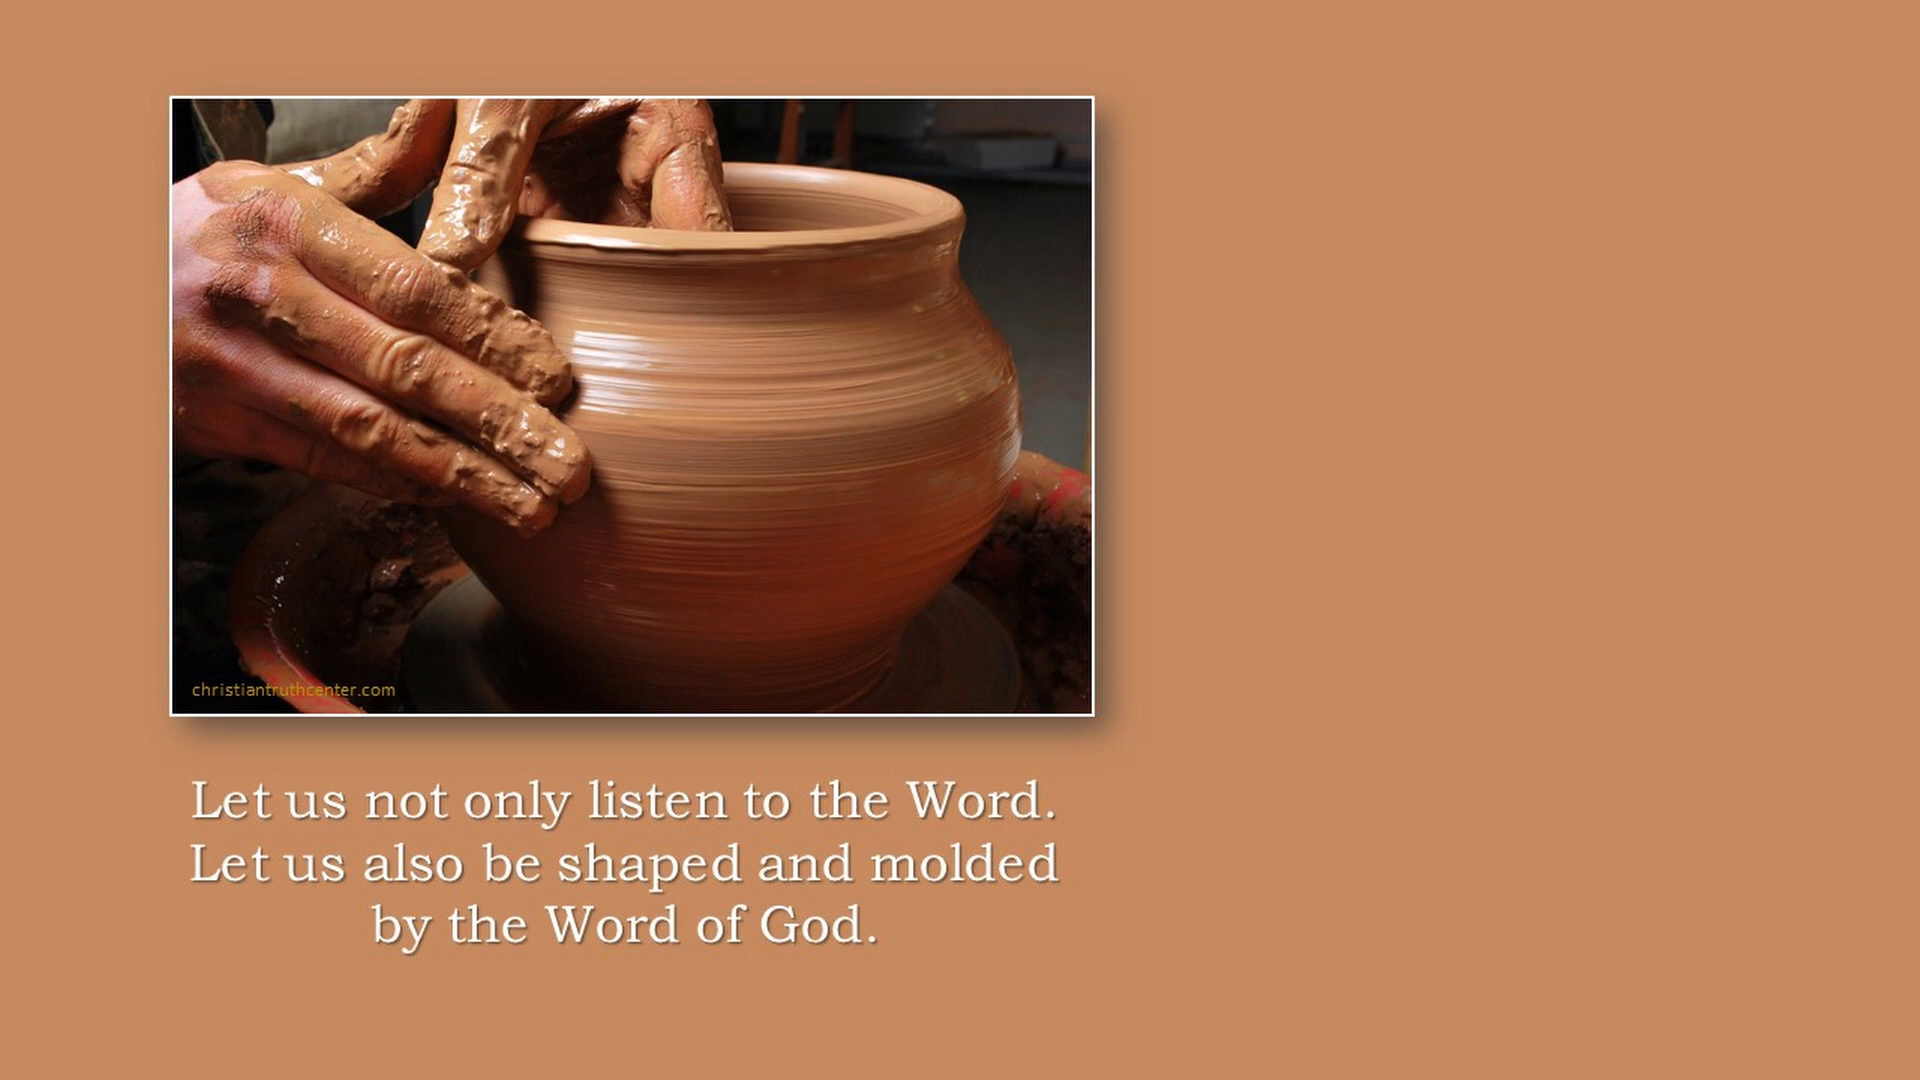 christiantruthcenter.com
Let us not only listen to the Word.
Let us also be shaped and molded
by the Word of God.